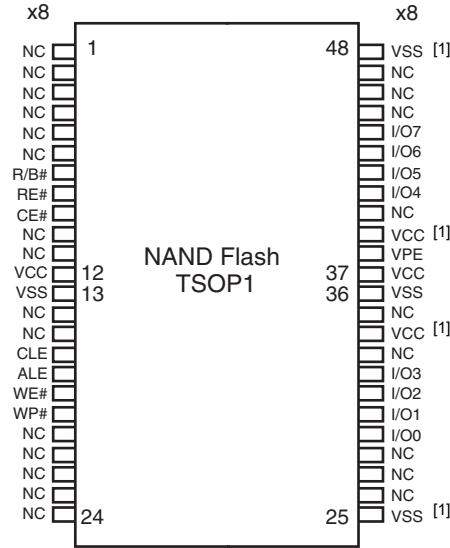 x8 x8
NC 1 48 VSS [1]
NC NC
NC NC
NC NC
NC I/O7
NC I/O6
R/B# I/O5
RE# I/O4
CE# NC
NC VCC [1]
NC VPE
VCC 12 37 VCC
VSS 13 36 VSS
NAND Flash
TSOP1
NC NC
NC VCC [1]
CLE NC
ALE I/O3
WE# I/O2
WP# I/O1
NC I/O0
NC NC
NC NC
NC NC
NC 24 25 VSS [1]